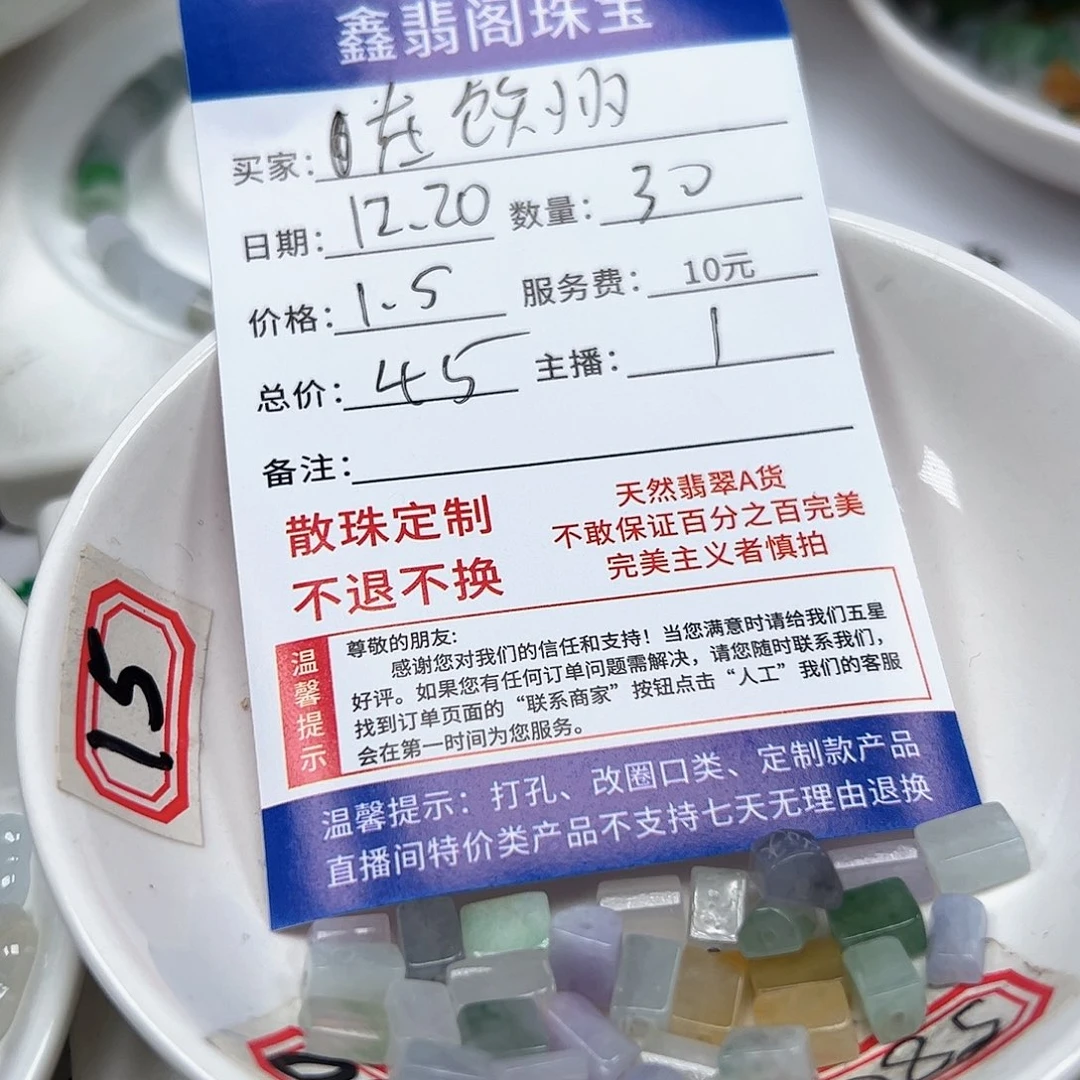 鑫翡阁珠宝
买家：
日期：12.20 数量：30
价格：1.5 服务费：10元
总价：45 主播：1
备注：
散珠定制
不退不换
天然翡翠A货
不敢保证百分之百完美
完美主义者慎拍
温馨提示
尊敬的朋友：
感谢您对我们的信任和支持！当您满意时请给我们五星
好评。如果您有任何订单问题需解决，请您随时联系我们，
找到订单页面的“联系商家”按钮点击“人工”我们的客服
会在第一时间为您服务。
温馨提示：打孔、改圈口类、定制款产品
直播间特价类产品不支持七天无理由退换
15
58